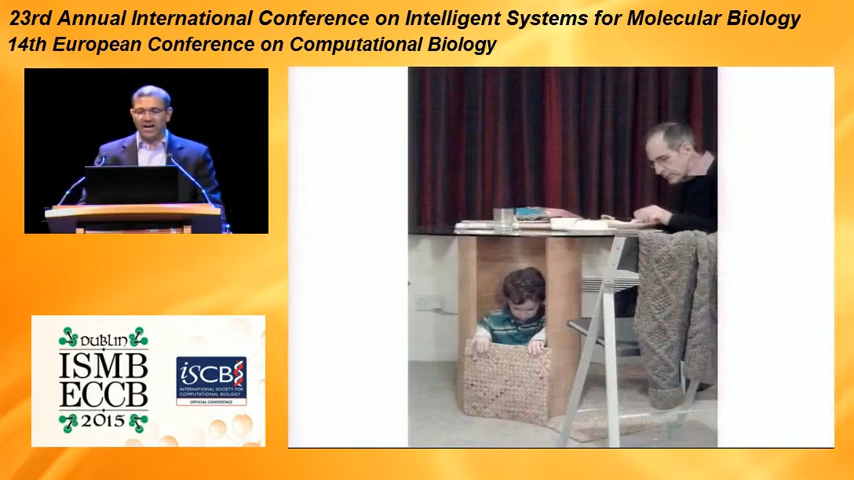 23rd Annual International Conference on Intelligent Systems for Molecular Biology
14th European Conference on Computational Biology
DUBLIN
ISMB
ECCB
2015
ISCB
INTERNATIONAL SOCIETY FOR
COMPUTATIONAL BIOLOGY
OFFICIAL CONFERENCE